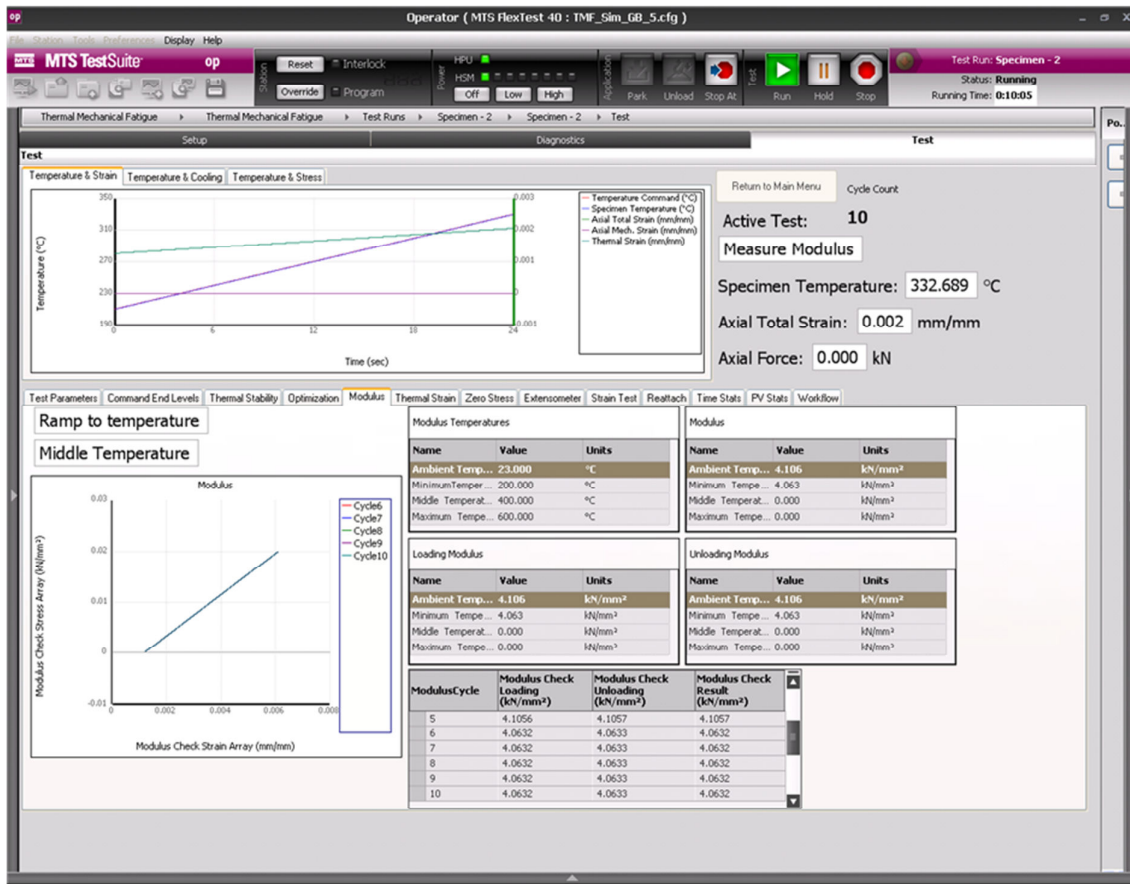 op
Operator ( MTS FlexTest 40 : TMF_Sim_GB_5.cfg )
File Station Tools Preferences Display Help
MTS TestSuite™ op
Station
Reset Interlock
Override Program
Power
HPU
HSM
Off Low High
Application
Park Unload Stop At
Test
Run Hold Stop
Test Run: Specimen - 2
Status: Running
Running Time: 0:10:05
Thermal Mechanical Fatigue Thermal Mechanical Fatigue Test Runs Specimen - 2 Specimen - 2 Test
Po...
Setup Diagnostics Test
Test
Temperature & Strain Temperature & Cooling Temperature & Stress
Temperature (°C)
350
310
270
230
190
0 6 12 18 24
Time (sec)
0.003
0.002
0.001
0
0.001
Temperature Command (°C)
Specimen Temperature (°C)
Axial Total Strain (mm/mm)
Axial Mech. Strain (mm/mm)
Thermal Strain (mm/mm)
Return to Main Menu Cycle Count
Active Test: 10
Measure Modulus
Specimen Temperature: 332.689 °C
Axial Total Strain: 0.002 mm/mm
Axial Force: 0.000 kN
Test Parameters Command End Levels Thermal Stability Optimization Modulus Thermal Strain Zero Stress Extensometer Strain Test Reattach Time Stats PV Stats Workflow
Ramp to temperature
Middle Temperature
Modulus
Modulus Check Stress Array (kN/mm²)
0.03
0.02
0.01
0
-0.01
0 0.002 0.004 0.006 0.008
Modulus Check Strain Array (mm/mm)
Cycle6
Cycle7
Cycle8
Cycle9
Cycle10
Modulus Temperatures
Name Value Units
Ambient Temp... 23.000 °C
MinimumTemper... 200.000 °C
Middle Temperat... 400.000 °C
Maximum Tempe... 600.000 °C
Modulus
Name Value Units
Ambient Temp... 4.106 kN/mm²
Minimum Tempe... 4.063 kN/mm²
Middle Temperat... 0.000 kN/mm²
Maximum Tempe... 0.000 kN/mm²
Loading Modulus
Name Value Units
Ambient Temp... 4.106 kN/mm²
Minimum Tempe... 4.063 kN/mm²
Middle Temperat... 0.000 kN/mm²
Maximum Tempe... 0.000 kN/mm²
Unloading Modulus
Name Value Units
Ambient Temp... 4.106 kN/mm²
Minimum Tempe... 4.063 kN/mm²
Middle Temperat... 0.000 kN/mm²
Maximum Tempe... 0.000 kN/mm²
ModulusCycle Modulus Check Loading (kN/mm²) Modulus Check Unloading (kN/mm²) Modulus Check Result (kN/mm²)
5 4.1056 4.1057 4.1057
6 4.0632 4.0633 4.0632
7 4.0632 4.0633 4.0632
8 4.0632 4.0633 4.0632
9 4.0632 4.0633 4.0632
10 4.0632 4.0633 4.0632